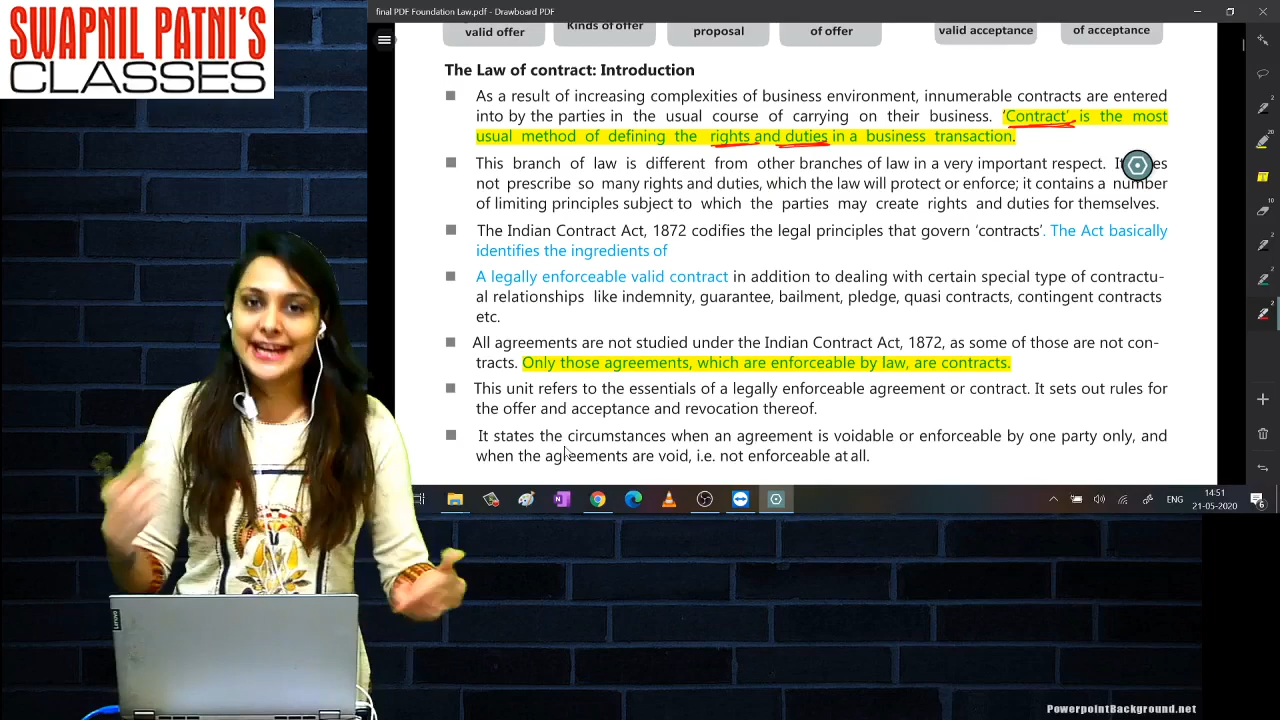 SWAPNIL PATNI'S
CLASSES
final PDF Foundation Law.pdf - Drawboard PDF
valid offer
Kinds of offer
proposal
of offer
valid acceptance
of acceptance
The Law of contract: Introduction
As a result of increasing complexities of business environment, innumerable contracts are entered
into by the parties in the usual course of carrying on their business. 'Contract' is the most
usual method of defining the rights and duties in a business transaction.
This branch of law is different from other branches of law in a very important respect. It
not prescribe so many rights and duties, which the law will protect or enforce; it contains a number
of limiting principles subject to which the parties may create rights and duties for themselves.
The Indian Contract Act, 1872 codifies the legal principles that govern 'contracts'. The Act basically
identifies the ingredients of
A legally enforceable valid contract in addition to dealing with certain special type of contractu-
al relationships like indemnity, guarantee, bailment, pledge, quasi contracts, contingent contracts
etc.
All agreements are not studied under the Indian Contract Act, 1872, as some of those are not con-
tracts. Only those agreements, which are enforceable by law, are contracts.
This unit refers to the essentials of a legally enforceable agreement or contract. It sets out rules for
the offer and acceptance and revocation thereof.
It states the circumstances when an agreement is voidable or enforceable by one party only, and
when the agreements are void, i.e. not enforceable at all.
ENG
14:51
21-05-2020
Lenovo
PowerpointBackground.net